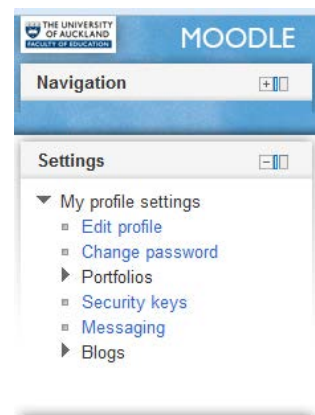 THE UNIVERSITY
OF AUCKLAND
FACULTY OF EDUCATION
MOODLE
Navigation
Settings
My profile settings
Edit profile
Change password
Portfolios
Security keys
Messaging
Blogs